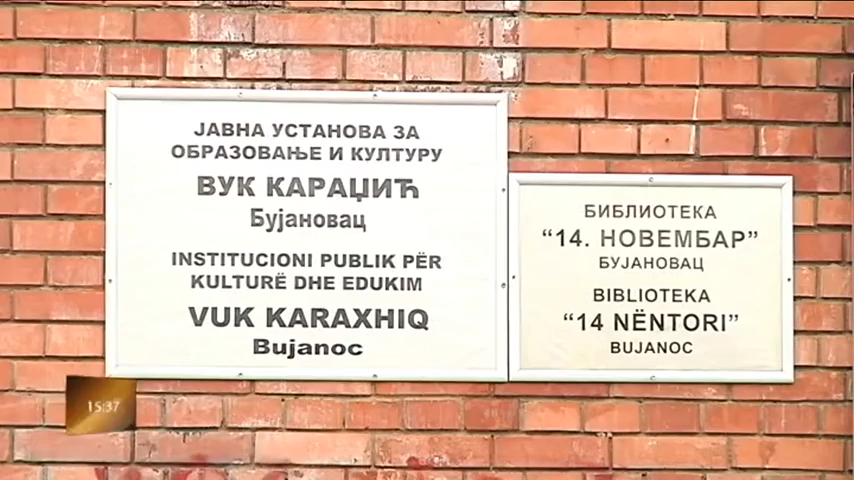 ЈАВНА УСТАНОВА ЗА
ОБРАЗОВАЊЕ И КУЛТУРУ
ВУК КАРАЏИЋ
Бујановац
INSTITUCIONI PUBLIK PËR
KULTURË DHE EDUKIM
VUK KARAXHIQ
Bujanoc
БИБЛИОТЕКА
“14. НОВЕМБАР”
БУЈАНОВАЦ
BIBLIOTEKA
“14 NËNTORI”
BUJANOC
15:37